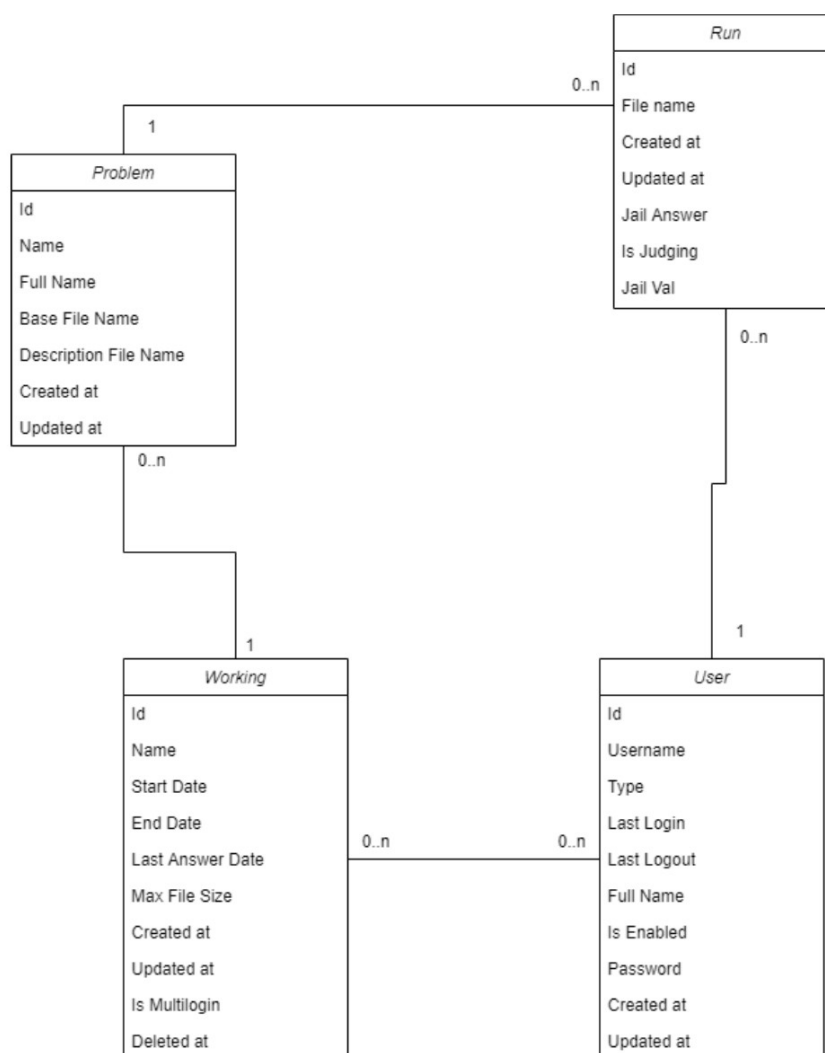 Run
Id
File name
Created at
Updated at
Jail Answer
Is Judging
Jail Val
0..n
1
Problem
Id
Name
Full Name
Base File Name
Description File Name
Created at
Updated at
0..n
0..n
1
1
Working
Id
Name
Start Date
End Date
Last Answer Date
Max File Size
Created at
Updated at
Is Multilogin
Deleted at
0..n
0..n
User
Id
Username
Type
Last Login
Last Logout
Full Name
Is Enabled
Password
Created at
Updated at